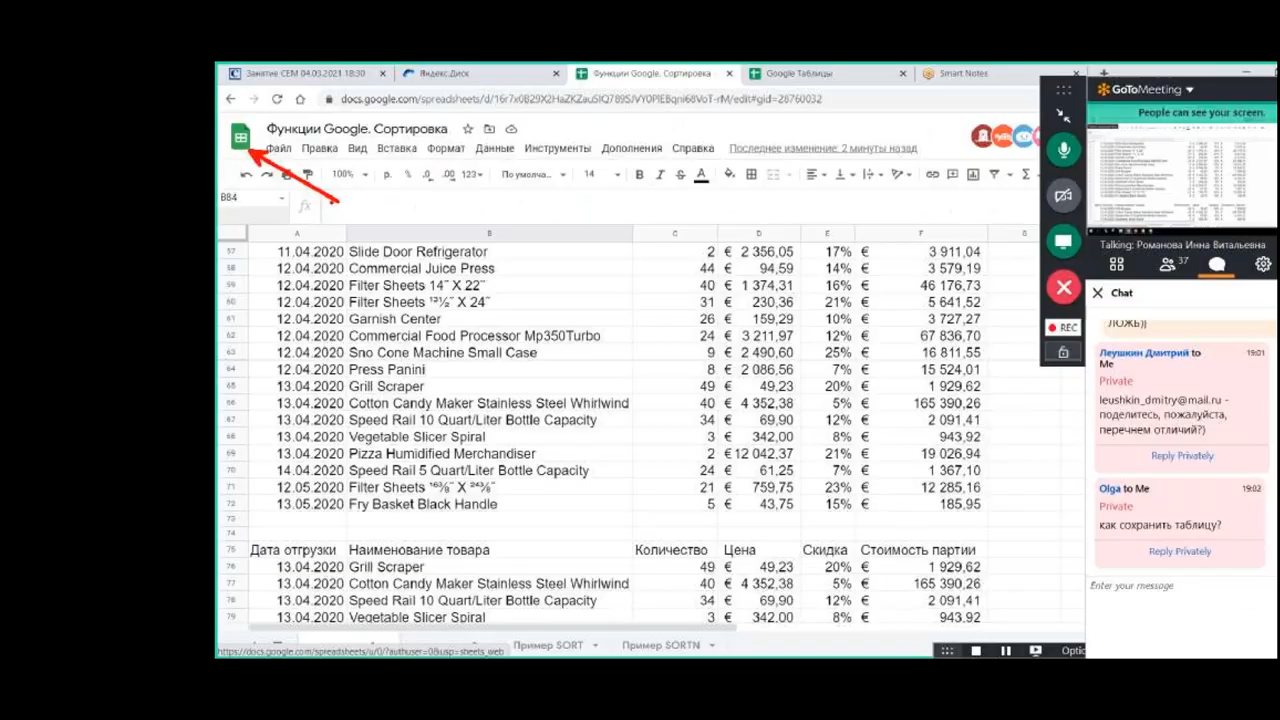 Занятие СЕМ 04.03.2021 18:30
Яндекс.Диск
Функции Google. Сортировка
Google Таблицы
Smart Notes
Функции Google. Сортировка
Файл Правка Вид Вставка Формат Данные Инструменты Дополнения Справка Последнее изменение 2 минуты назад
100% р. % .0 .00 123 По умолча... 14 B I S A
B84
fx
A B C D E F G
57 11.04.2020 Slide Door Refrigerator 2 € 2 356,05 17% € 3 911,04
58 12.04.2020 Commercial Juice Press 44 € 94,59 14% € 3 579,19
59 12.04.2020 Filter Sheets 14˝ X 22˝ 40 € 1 374,31 16% € 46 176,73
60 12.04.2020 Filter Sheets ¹³½˝ X 24˝ 31 € 230,36 21% € 5 641,52
61 12.04.2020 Garnish Center 26 € 159,29 10% € 3 727,27
62 12.04.2020 Commercial Food Processor Mp350Turbo 24 € 3 211,97 12% € 67 836,70
63 12.04.2020 Sno Cone Machine Small Case 9 € 2 490,60 25% € 16 811,55
64 12.04.2020 Press Panini 8 € 2 086,56 7% € 15 524,01
65 13.04.2020 Grill Scraper 49 € 49,23 20% € 1 929,62
66 13.04.2020 Cotton Candy Maker Stainless Steel Whirlwind 40 € 4 352,38 5% € 165 390,26
67 13.04.2020 Speed Rail 10 Quart/Liter Bottle Capacity 34 € 69,90 12% € 2 091,41
68 13.04.2020 Vegetable Slicer Spiral 3 € 342,00 8% € 943,92
69 13.04.2020 Pizza Humidified Merchandiser 2 €12 042,37 21% € 19 026,94
70 14.04.2020 Speed Rail 5 Quart/Liter Bottle Capacity 24 € 61,25 7% € 1 367,10
71 12.05.2020 Filter Sheets ¹⁶³⁄₈˝ X ²⁴³⁄₈˝ 21 € 759,75 23% € 12 285,16
72 13.05.2020 Fry Basket Black Handle 5 € 43,75 15% € 185,95
73
74
75 Дата отгрузки Наименование товара Количество Цена Скидка Стоимость партии
76 13.04.2020 Grill Scraper 49 € 49,23 20% € 1 929,62
77 13.04.2020 Cotton Candy Maker Stainless Steel Whirlwind 40 € 4 352,38 5% € 165 390,26
78 13.04.2020 Speed Rail 10 Quart/Liter Bottle Capacity 34 € 69,90 12% € 2 091,41
79 13.04.2020 Vegetable Slicer Spiral 3 € 342,00 8% € 943,92
Пример SORT Пример SORTN
https://docs.google.com/spreadsheets/u/0/?authuser=0&usp=sheets_web
REC
GoToMeeting
People can see your screen.
Talking: Романова Инна Витальевна
37
Chat
ЛОЖЬ))
Леушкин Дмитрий to Me 19:01
Private
leushkin_dmitry@mail.ru -
поделитесь, пожалуйста,
перечнем отличий?)
Reply Privately
Olga to Me 19:02
Private
как сохранить таблицу?
Reply Privately
Enter your message
Optio